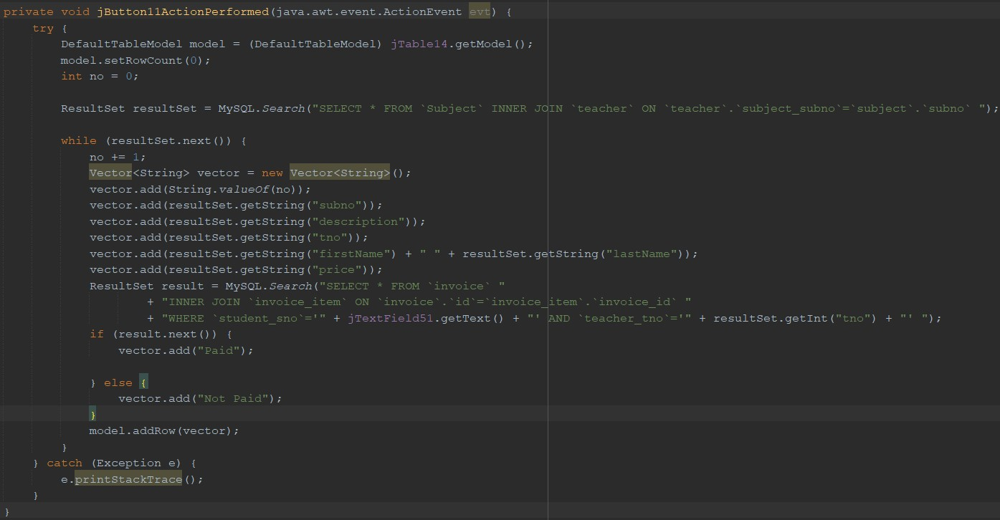 private void jButton11ActionPerformed(java.awt.event.ActionEvent evt) {
    try {
        DefaultTableModel model = (DefaultTableModel) jTable14.getModel();
        model.setRowCount(0);
        int no = 0;

        ResultSet resultSet = MySQL.Search("SELECT * FROM `Subject` INNER JOIN `teacher` ON `teacher`.`subject_subno`=`subject`.`subno` ");

        while (resultSet.next()) {
            no += 1;
            Vector<String> vector = new Vector<String>();
            vector.add(String.valueOf(no));
            vector.add(resultSet.getString("subno"));
            vector.add(resultSet.getString("description"));
            vector.add(resultSet.getString("tno"));
            vector.add(resultSet.getString("firstName") + " " + resultSet.getString("lastName"));
            vector.add(resultSet.getString("price"));
            ResultSet result = MySQL.Search("SELECT * FROM `invoice` "
                    + "INNER JOIN `invoice_item` ON `invoice`.`id`=`invoice_item`.`invoice_id` "
                    + "WHERE `student_sno`='" + jTextField51.getText() + "' AND `teacher_tno`='" + resultSet.getInt("tno") + "' ");
            if (result.next()) {
                vector.add("Paid");

            } else {
                vector.add("Not Paid");
            }
            model.addRow(vector);
        }
    } catch (Exception e) {
        e.printStackTrace();
    }
}